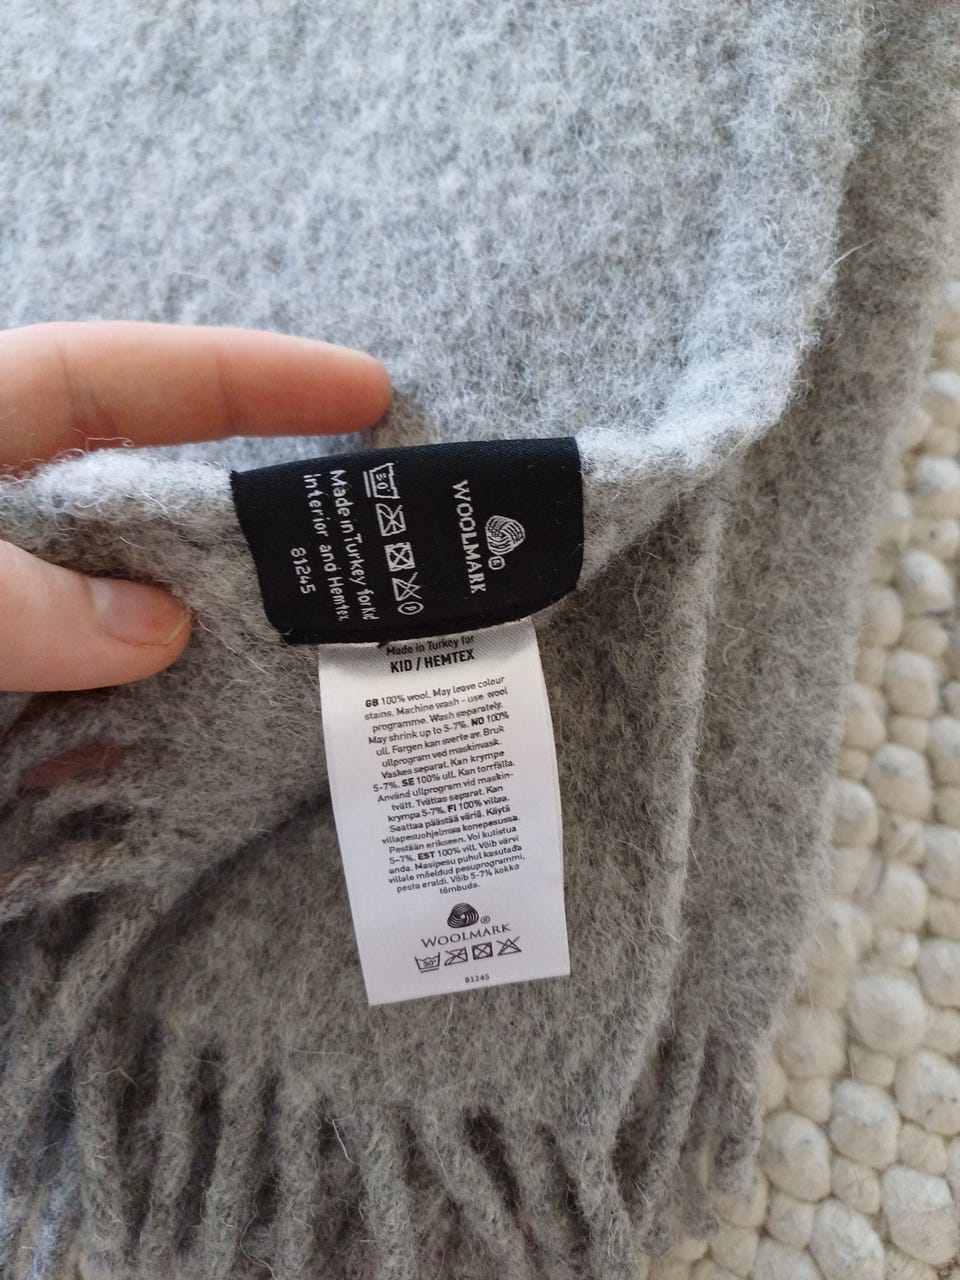 WOOLMARK
30
Made in Turkey for Kid
interior and Hemtex
81245
Made in Turkey for
KID / HEMTEX
GB 100% wool. May leave colour
stains. Machine wash - use wool
programme. Wash separately.
May shrink up to 5-7%. NO 100%
ull. Fargen kan sverte av. Bruk
ullprogram ved maskinvask.
Vaskes separat. Kan krympe
5-7%. SE 100% ull. Kan torrfälla.
Använd ullprogram vid maskin-
tvätt. Tvättas separat. Kan
krympa 5-7%. FI 100% villaa.
Saattaa päästää väriä. Käytä
villapesuohjelmaa konepesussa.
Pestään erikseen. Voi kutistua
5-7%. EST 100% vill. Võib värvi
anda. Masipesu puhul kasutada
villale mõeldud pesuprogrammi,
pesta eraldi. Võib 5-7% kokku
tõmbuda.
WOOLMARK
30°
81245